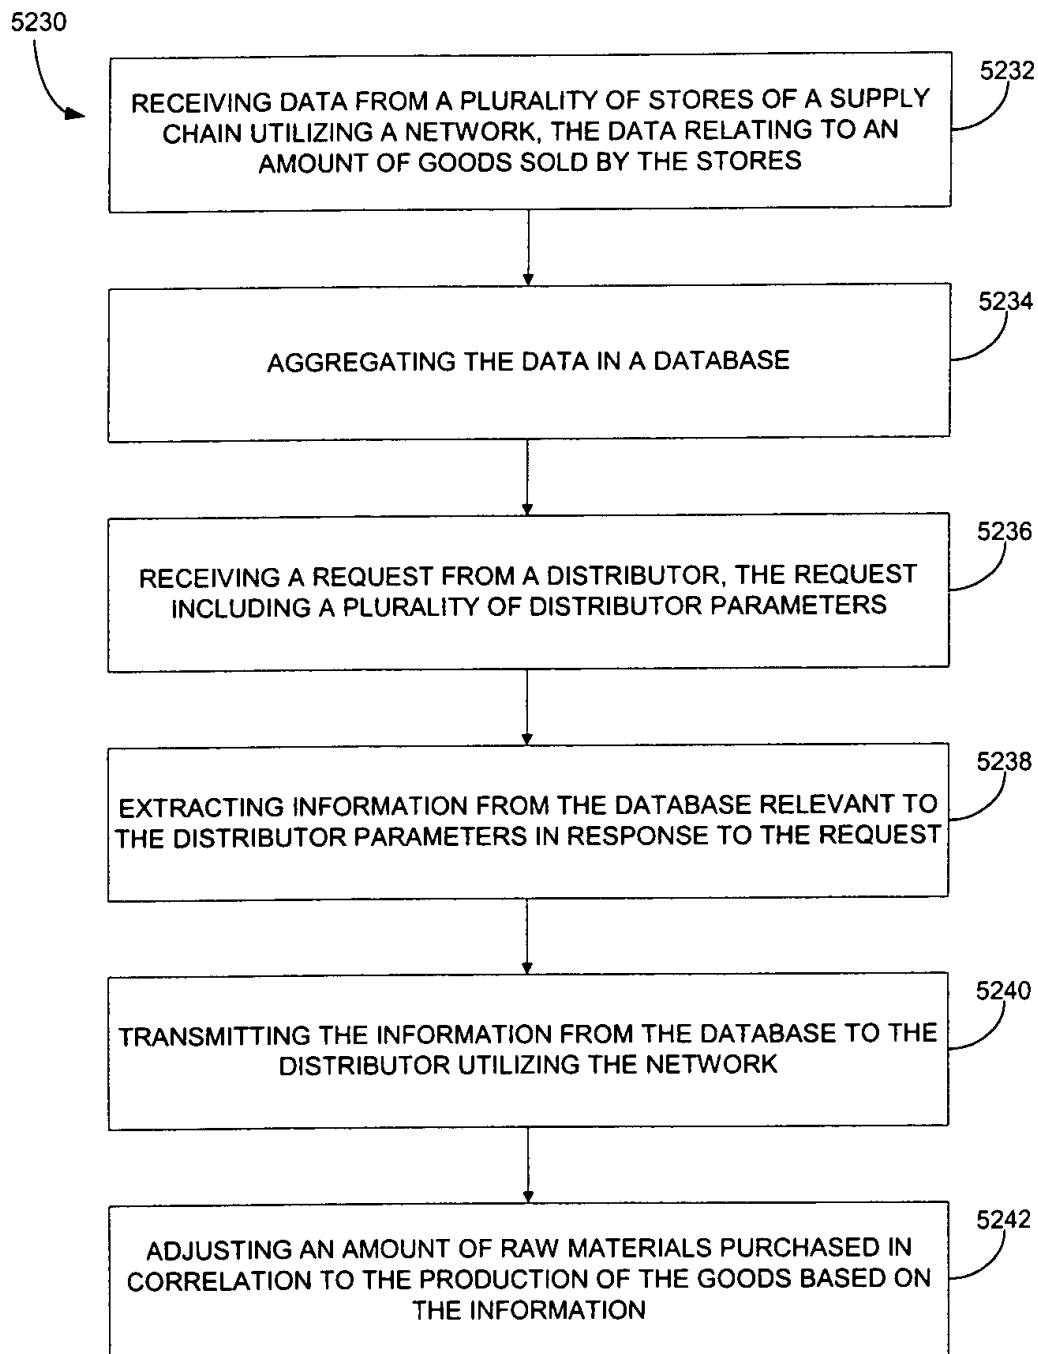 5230
5232
RECEIVING DATA FROM A PLURALITY OF STORES OF A SUPPLY
CHAIN UTILIZING A NETWORK, THE DATA RELATING TO AN
AMOUNT OF GOODS SOLD BY THE STORES
5234
AGGREGATING THE DATA IN A DATABASE
5236
RECEIVING A REQUEST FROM A DISTRIBUTOR, THE REQUEST
INCLUDING A PLURALITY OF DISTRIBUTOR PARAMETERS
5238
EXTRACTING INFORMATION FROM THE DATABASE RELEVANT TO
THE DISTRIBUTOR PARAMETERS IN RESPONSE TO THE REQUEST
5240
TRANSMITTING THE INFORMATION FROM THE DATABASE TO THE
DISTRIBUTOR UTILIZING THE NETWORK
5242
ADJUSTING AN AMOUNT OF RAW MATERIALS PURCHASED IN
CORRELATION TO THE PRODUCTION OF THE GOODS BASED ON
THE INFORMATION